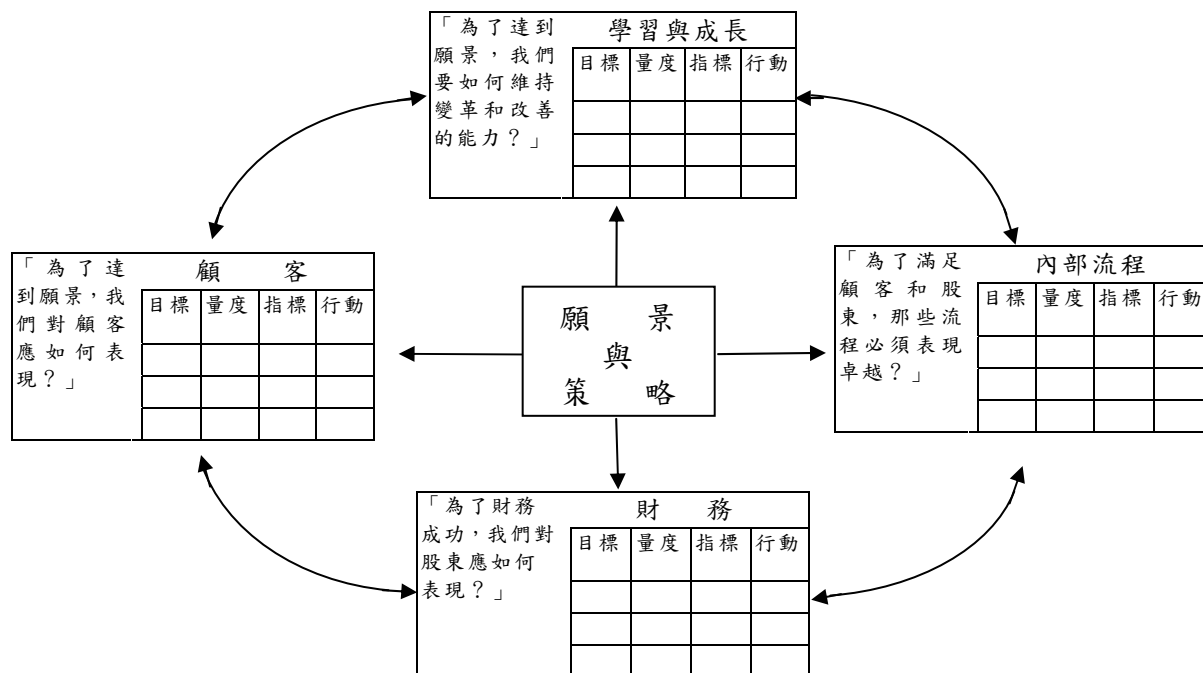 「為了達到
願景，我們
要如何維持
變革和改善
的能力？」
學習與成長
目標 量度 指標 行動
「為了達
到願景，我
們對顧客
應如何表
現？」
顧 客
目標 量度 指標 行動
願 景
與
策 略
「為了滿足
顧客和股
東，那些流
程必須表現
卓越？」
內部流程
目標 量度 指標 行動
「為了財務
成功，我們對
股東應如何
表現？」
財 務
目標 量度 指標 行動